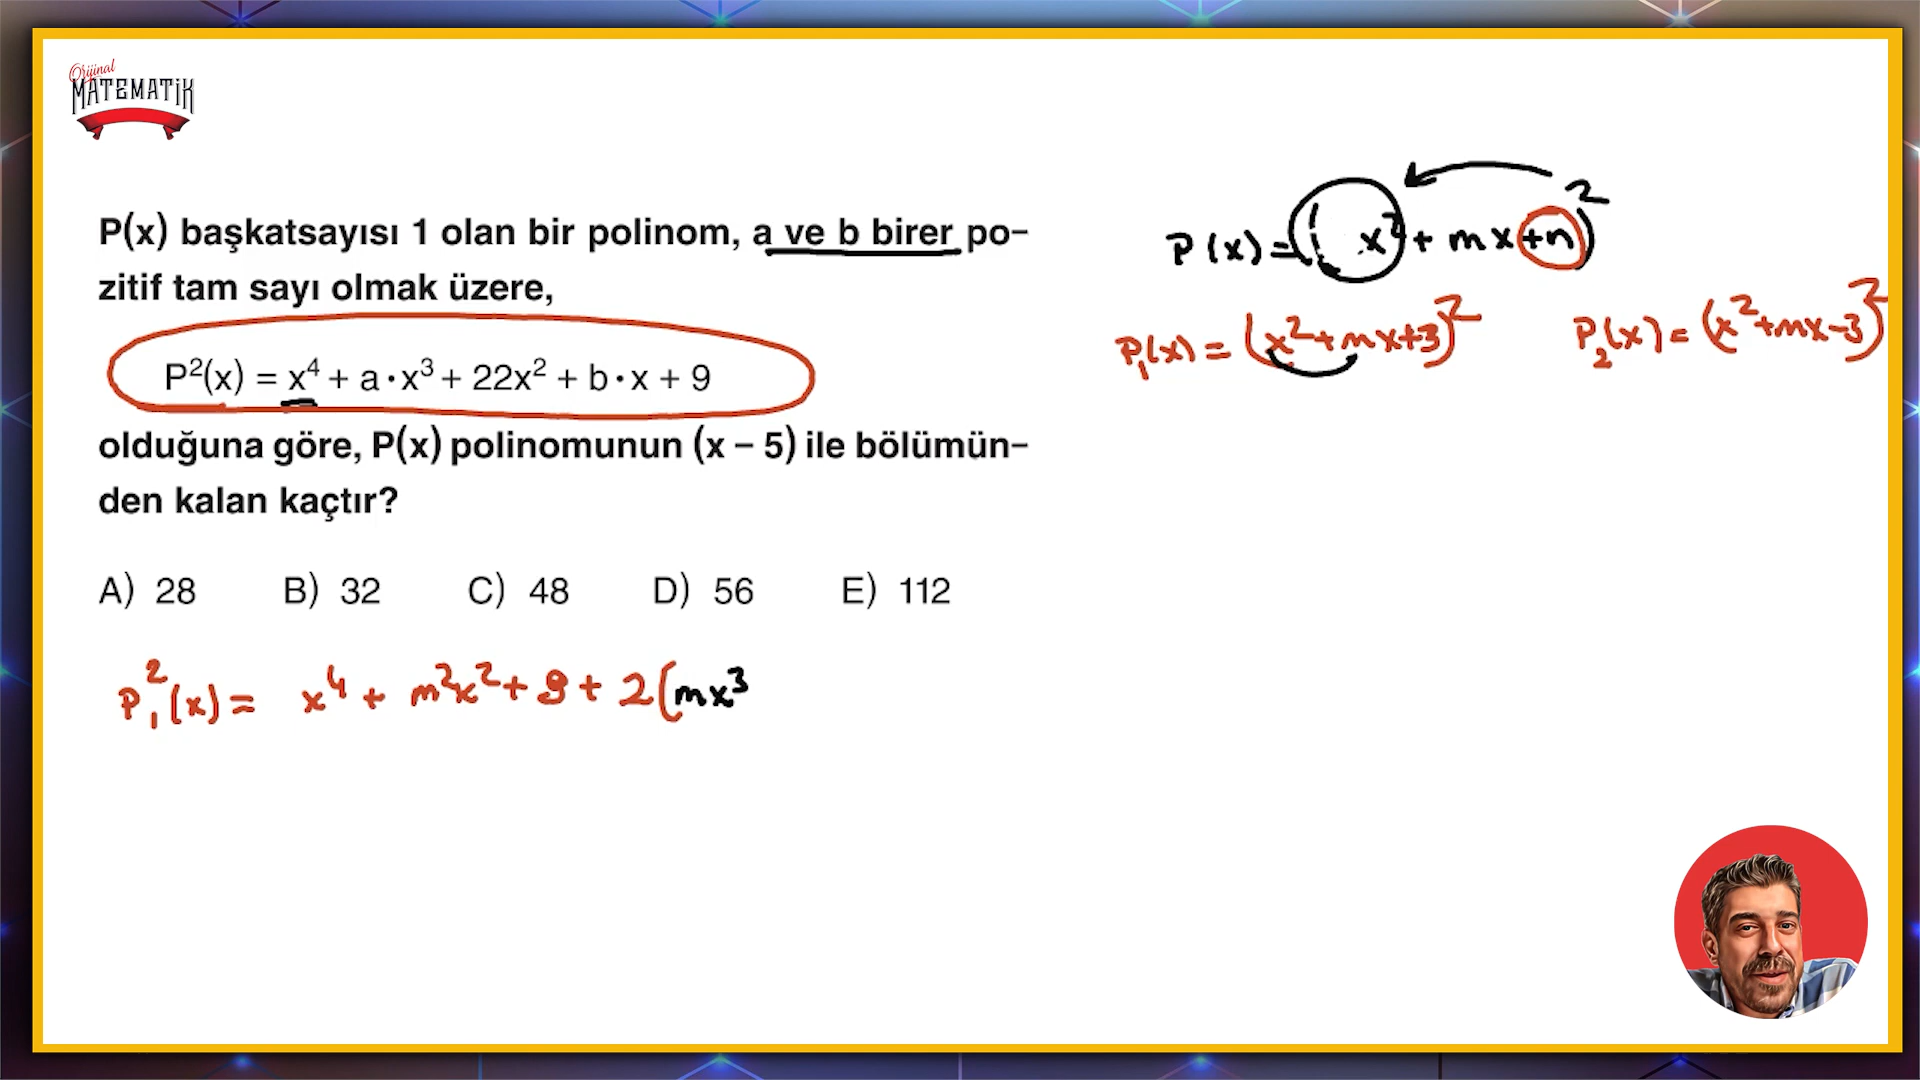 Orijinal
MATEMATİK
P(x) başkatsayısı 1 olan bir polinom, a ve b birer po-
zitif tam sayı olmak üzere,
P²(x) = x⁴ + a·x³ + 22x² + b·x + 9
olduğuna göre, P(x) polinomunun (x – 5) ile bölümün-
den kalan kaçtır?
A) 28 B) 32 C) 48 D) 56 E) 112
P(x) = (x² + mx + n)²
P₁(x) = (x² + mx + 3)² P₂(x) = (x² + mx - 3)²
P₁²(x) = x⁴ + m²x² + 9 + 2(mx³